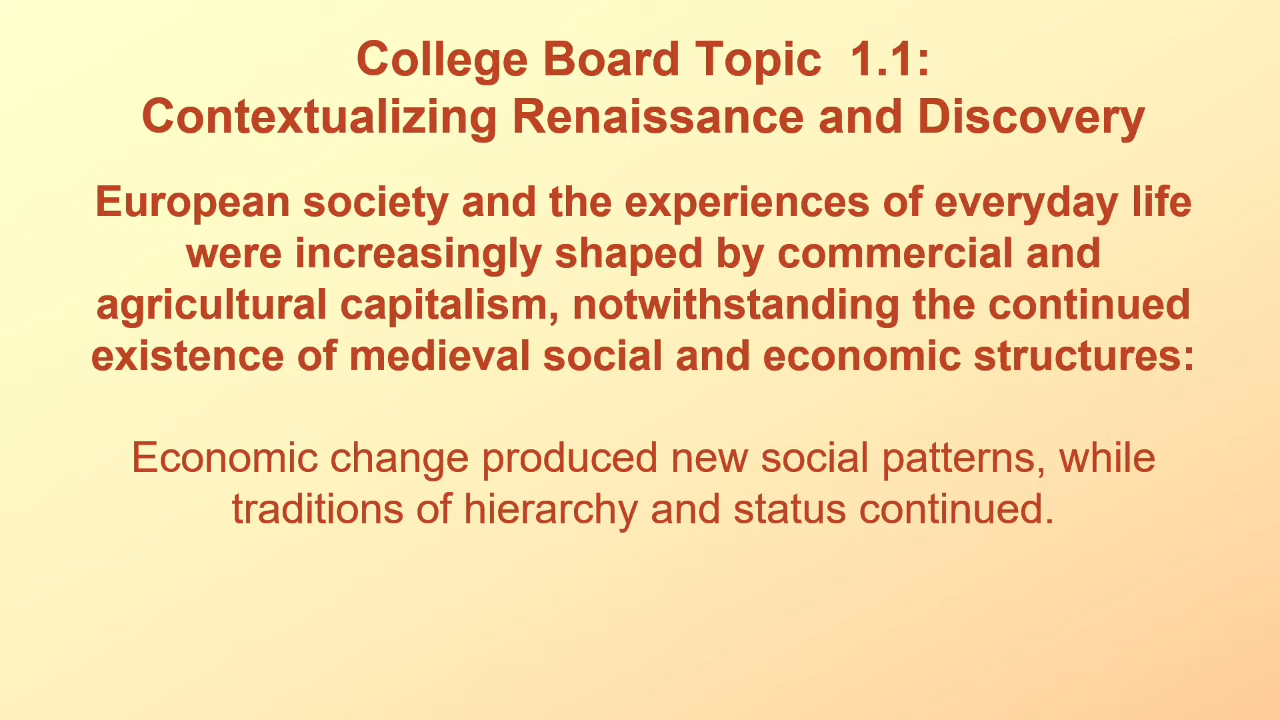 College Board Topic  1.1:
Contextualizing Renaissance and Discovery
European society and the experiences of everyday life
were increasingly shaped by commercial and
agricultural capitalism, notwithstanding the continued
existence of medieval social and economic structures:
Economic change produced new social patterns, while
traditions of hierarchy and status continued.